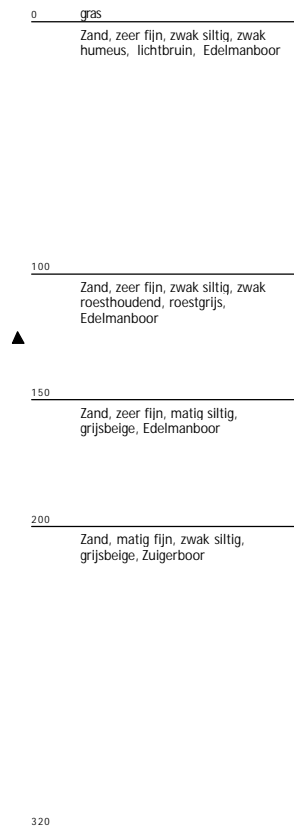 0 gras
Zand, zeer fijn, zwak siltig, zwak
humeus, lichtbruin, Edelmanboor
100
Zand, zeer fijn, zwak siltig, zwak
roesthoudend, roestgrijs,
Edelmanboor
150
Zand, zeer fijn, matig siltig,
grijsbeige, Edelmanboor
200
Zand, matig fijn, zwak siltig,
grijsbeige, Zuigerboor
320